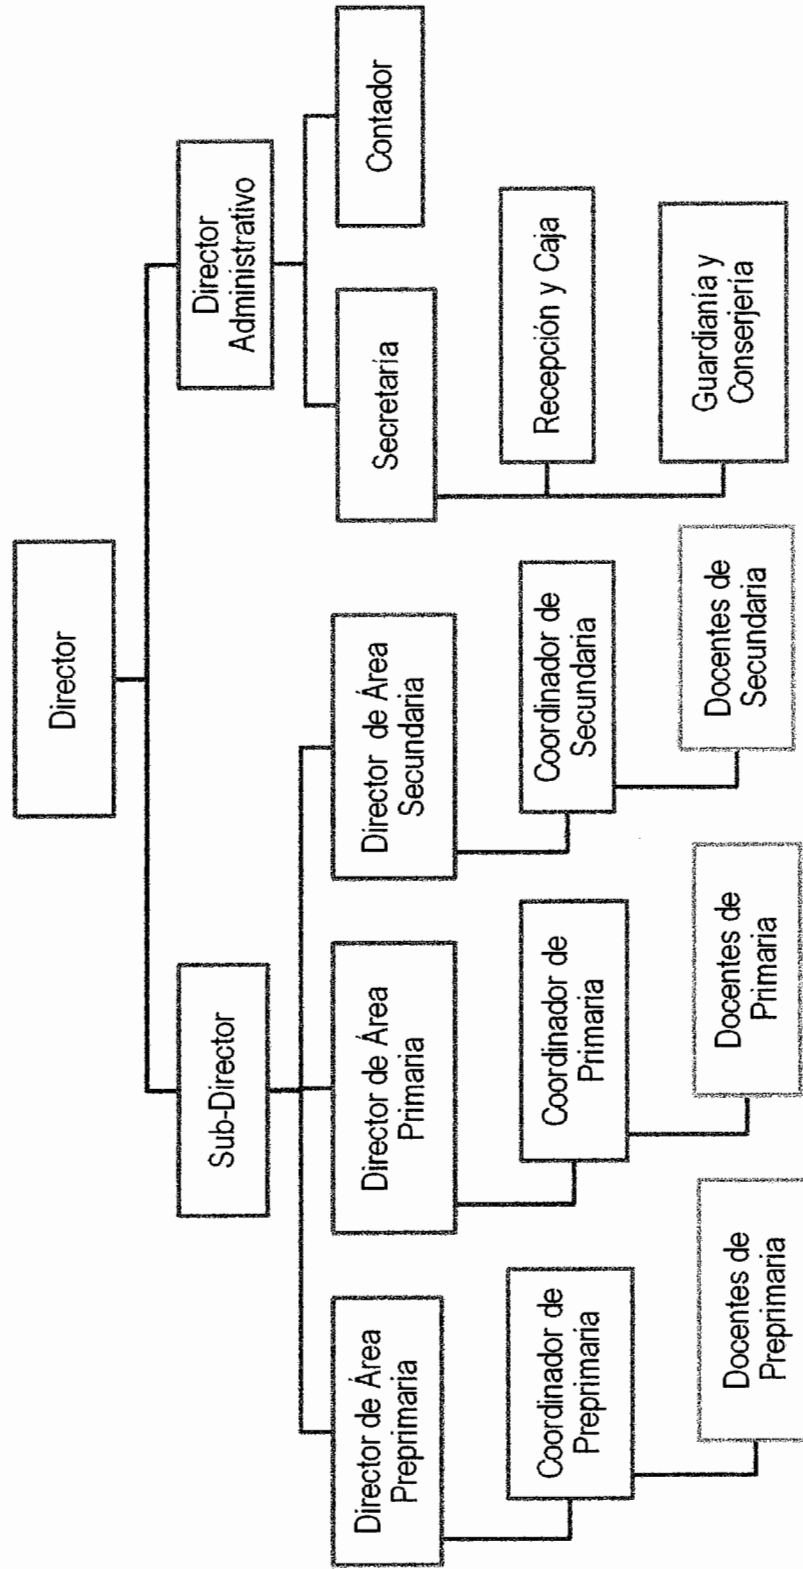 Director
Sub-Director
Director
Administrativo
Director de Área
Preprimaria
Director de Área
Primaria
Director de Área
Secundaria
Secretaría
Contador
Coordinador de
Preprimaria
Coordinador de
Primaria
Coordinador de
Secundaria
Recepción y Caja
Docentes de
Preprimaria
Docentes de
Primaria
Docentes de
Secundaria
Guardianía y
Conserjería